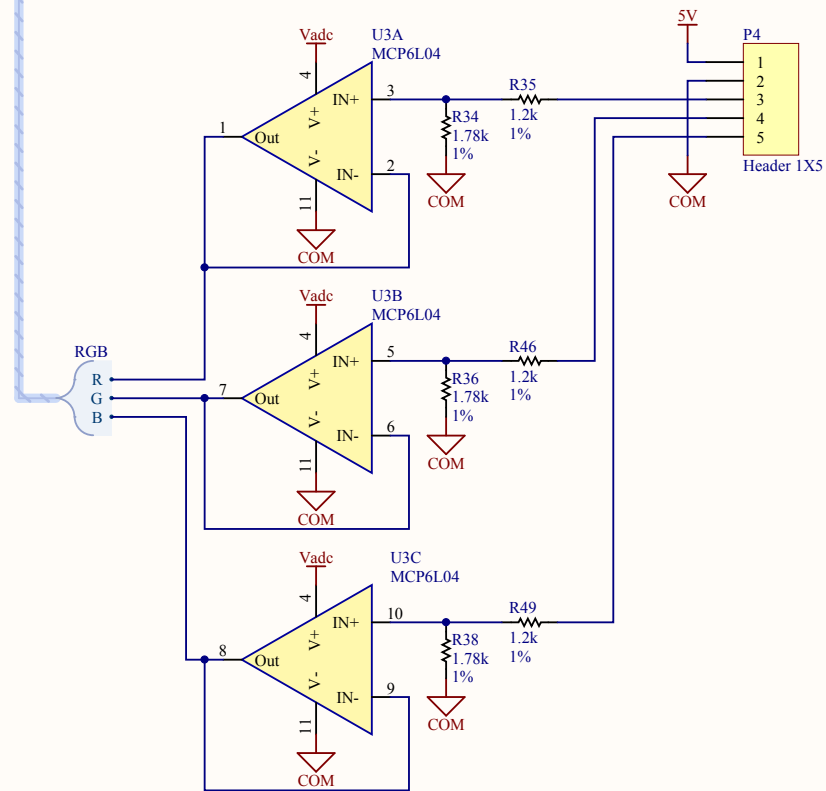 U3A
MCP6L04
Vadc
4
V+
V-
11
COM
1
Out
IN+
3
IN-
2
R34
1.78k
1%
COM
R35
1.2k
1%
5V
P4
1
2
3
4
5
Header 1X5
COM
U3B
MCP6L04
Vadc
4
V+
V-
11
COM
7
Out
IN+
5
IN-
6
R36
1.78k
1%
COM
R46
1.2k
1%
RGB
R
G
B
U3C
MCP6L04
Vadc
4
V+
V-
11
COM
8
Out
IN+
10
IN-
9
R38
1.78k
1%
COM
R49
1.2k
1%